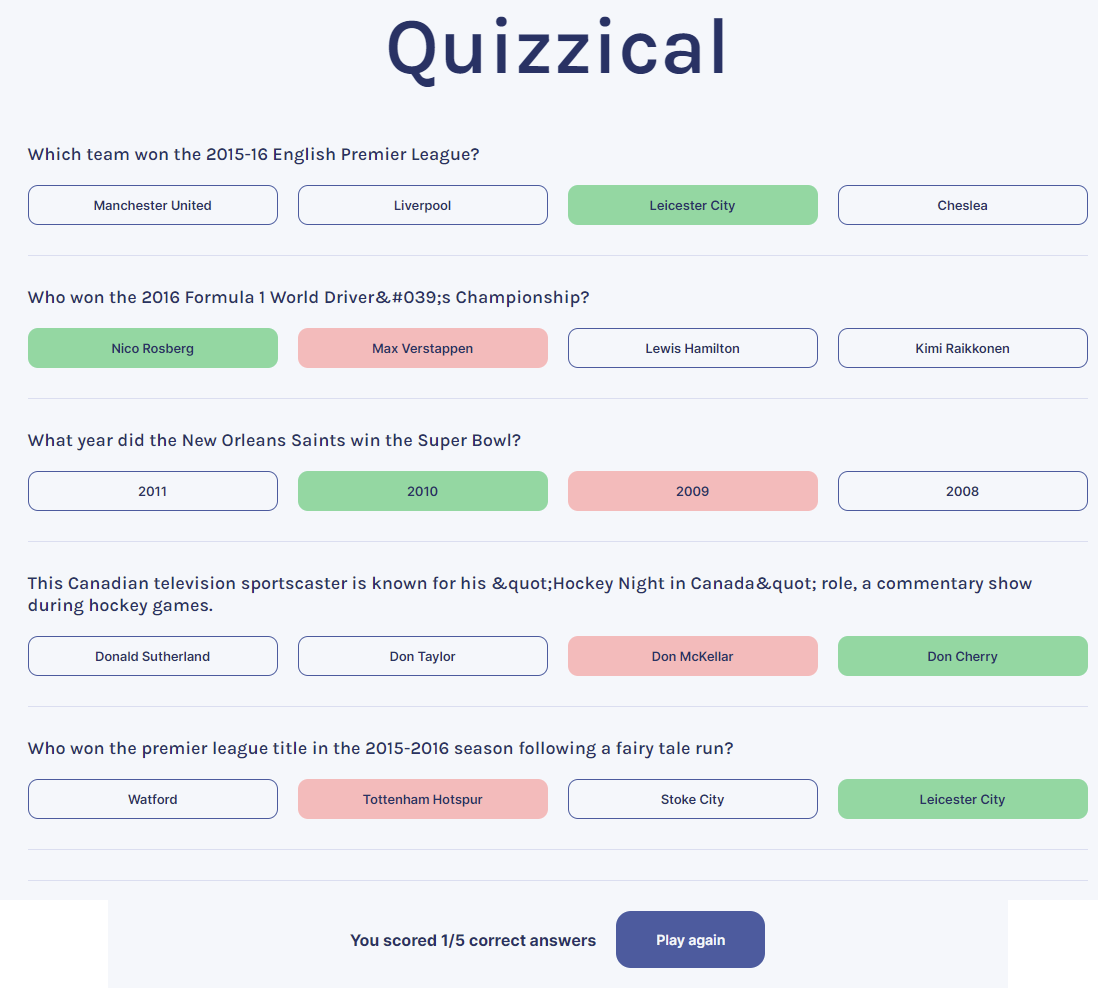 Quizzical
Which team won the 2015-16 English Premier League?
Manchester United Liverpool Leicester City Cheslea
Who won the 2016 Formula 1 World Driver&#039;s Championship?
Nico Rosberg Max Verstappen Lewis Hamilton Kimi Raikkonen
What year did the New Orleans Saints win the Super Bowl?
2011 2010 2009 2008
This Canadian television sportscaster is known for his &quot;Hockey Night in Canada&quot; role, a commentary show
during hockey games.
Donald Sutherland Don Taylor Don McKellar Don Cherry
Who won the premier league title in the 2015-2016 season following a fairy tale run?
Watford Tottenham Hotspur Stoke City Leicester City
You scored 1/5 correct answers Play again